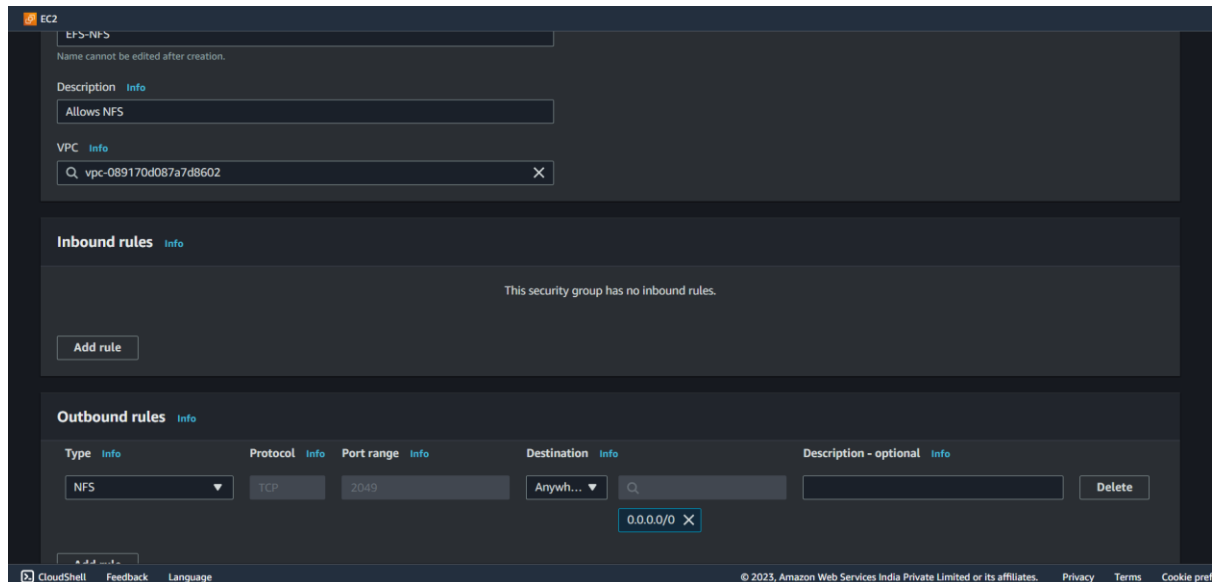 EC2
EFS-NFS
Name cannot be edited after creation.
Description Info
Allows NFS
VPC Info
vpc-089170d087a7d8602
Inbound rules Info
This security group has no inbound rules.
Add rule
Outbound rules Info
Type Info Protocol Info Port range Info Destination Info Description - optional Info
NFS TCP 2049 Anywh... Delete
0.0.0.0/0
Add rule
CloudShell Feedback Language © 2023, Amazon Web Services India Private Limited or its affiliates. Privacy Terms Cookie pref